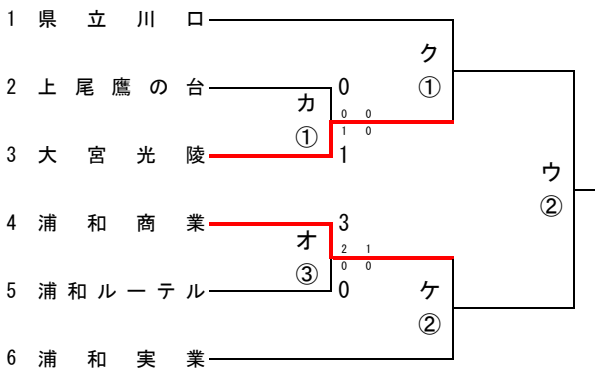 1 県立川口
ク
①
2 上尾鷹の台 0
カ
①
0 0
1 0
3 大宮光陵 1
ウ
②
4 浦和商業 3
オ
③
2 1
0 0
5 浦和ルーテル 0
ケ
②
6 浦和実業